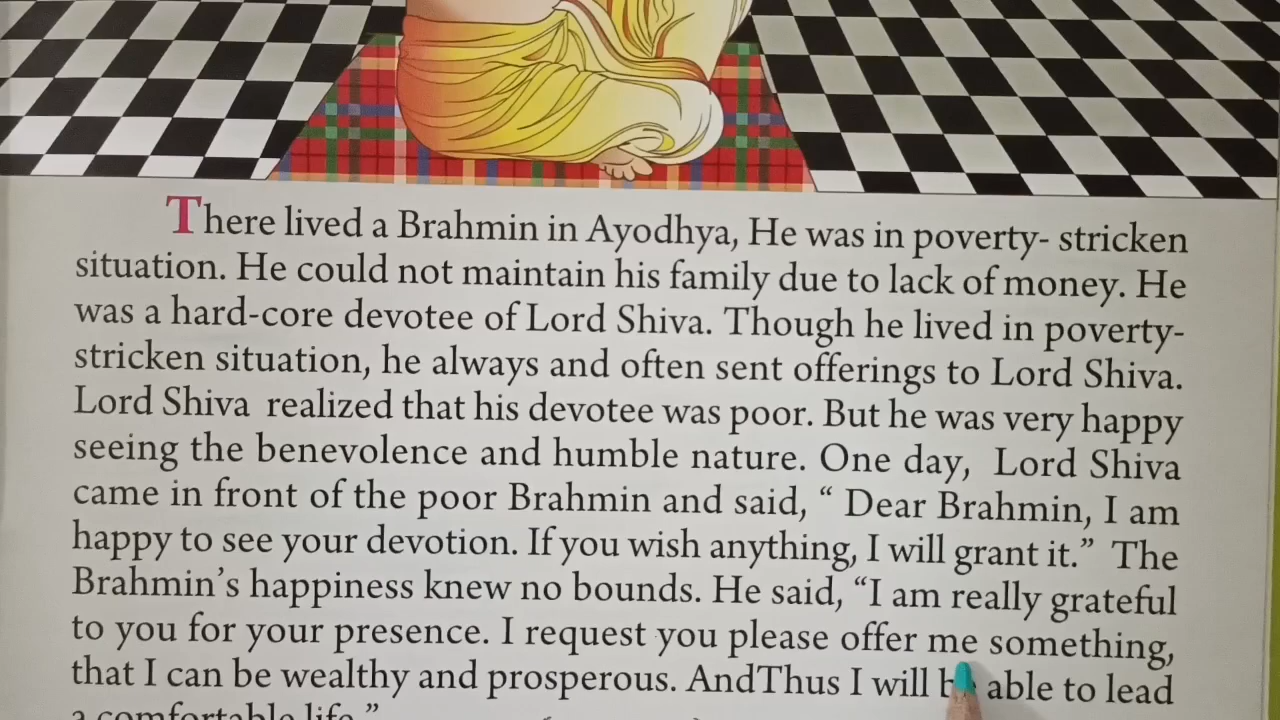 There lived a Brahmin in Ayodhya, He was in poverty- stricken
situation. He could not maintain his family due to lack of money. He
was a hard-core devotee of Lord Shiva. Though he lived in poverty-
stricken situation, he always and often sent offerings to Lord Shiva.
Lord Shiva realized that his devotee was poor. But he was very happy
seeing the benevolence and humble nature. One day, Lord Shiva
came in front of the poor Brahmin and said, “ Dear Brahmin, I am
happy to see your devotion. If you wish anything, I will grant it.” The
Brahmin’s happiness knew no bounds. He said, “I am really grateful
to you for your presence. I request you please offer me something,
that I can be wealthy and prosperous. AndThus I will be able to lead
a comfortable life.”